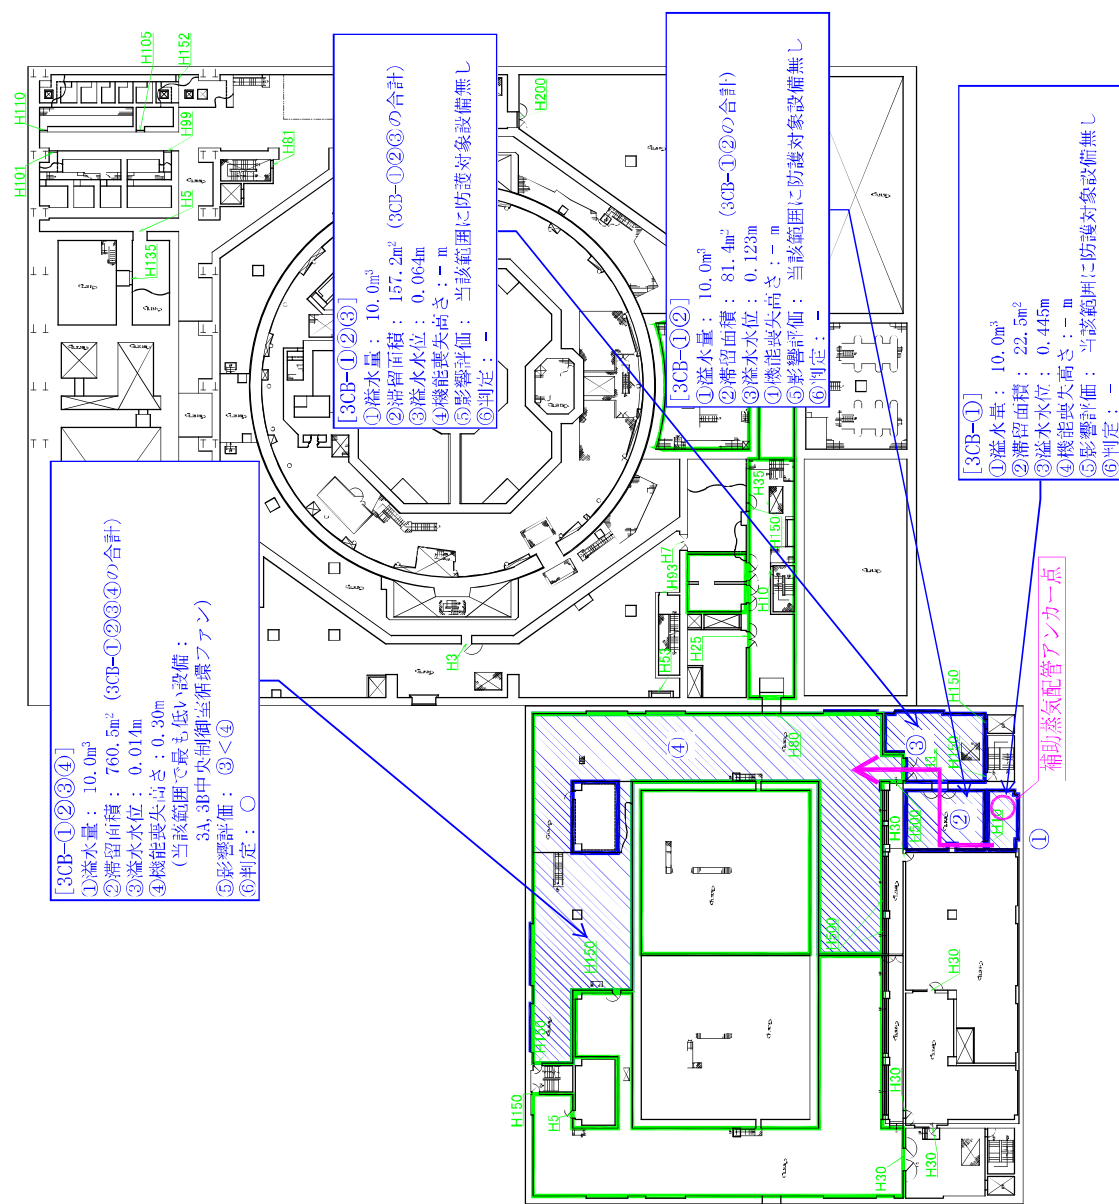 [3CB-①②③④]
①溢水量：10.0m³
②滞留面積：760.5m² (3CB-①②③④の合計)
③溢水水位：0.014m
④機能喪失高さ：0.30m
(当該範囲で最も低い設備：
3A,3B中央制御室循環ファン)
⑤影響評価：③<④
⑥判定：○
[3CB-①②③]
①溢水量：10.0m³
②滞留面積：157.2m² (3CB-①②③の合計)
③溢水水位：0.064m
④機能喪失高さ：- m
⑤影響評価：当該範囲に防護対象設備無し
⑥判定：-
[3CB-①②]
①溢水量：10.0m³
②滞留面積：81.4m² (3CB-①②の合計)
③溢水水位：0.123m
④機能喪失高さ：- m
⑤影響評価：当該範囲に防護対象設備無し
⑥判定：-
[3CB-①]
①溢水量：10.0m³
②滞留面積：22.5m²
③溢水水位：0.445m
④機能喪失高さ：- m
⑤影響評価：当該範囲に防護対象設備無し
⑥判定：-
補助蒸気配管アンカー点
①
②
③
④
H110
H105
H152
H101
H99
H81
H5
H135
H200
H3
H7
H93
H53
H25
H10
H35
H150
H150
H150
H80
H30
H500
H500
H150
H150
H5
H30
H30
H30
H30